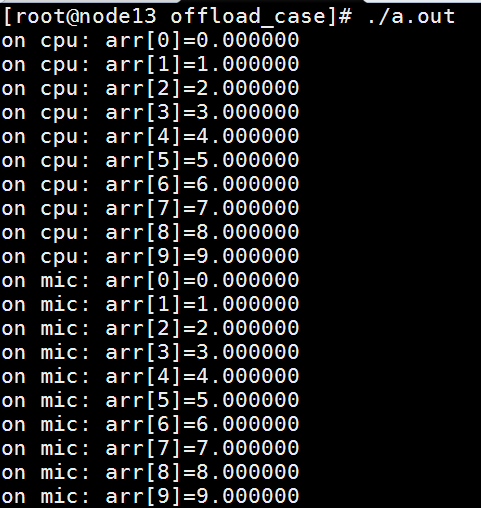 [root@node13 offload_case]# ./a.out
on cpu: arr[0]=0.000000
on cpu: arr[1]=1.000000
on cpu: arr[2]=2.000000
on cpu: arr[3]=3.000000
on cpu: arr[4]=4.000000
on cpu: arr[5]=5.000000
on cpu: arr[6]=6.000000
on cpu: arr[7]=7.000000
on cpu: arr[8]=8.000000
on cpu: arr[9]=9.000000
on mic: arr[0]=0.000000
on mic: arr[1]=1.000000
on mic: arr[2]=2.000000
on mic: arr[3]=3.000000
on mic: arr[4]=4.000000
on mic: arr[5]=5.000000
on mic: arr[6]=6.000000
on mic: arr[7]=7.000000
on mic: arr[8]=8.000000
on mic: arr[9]=9.000000